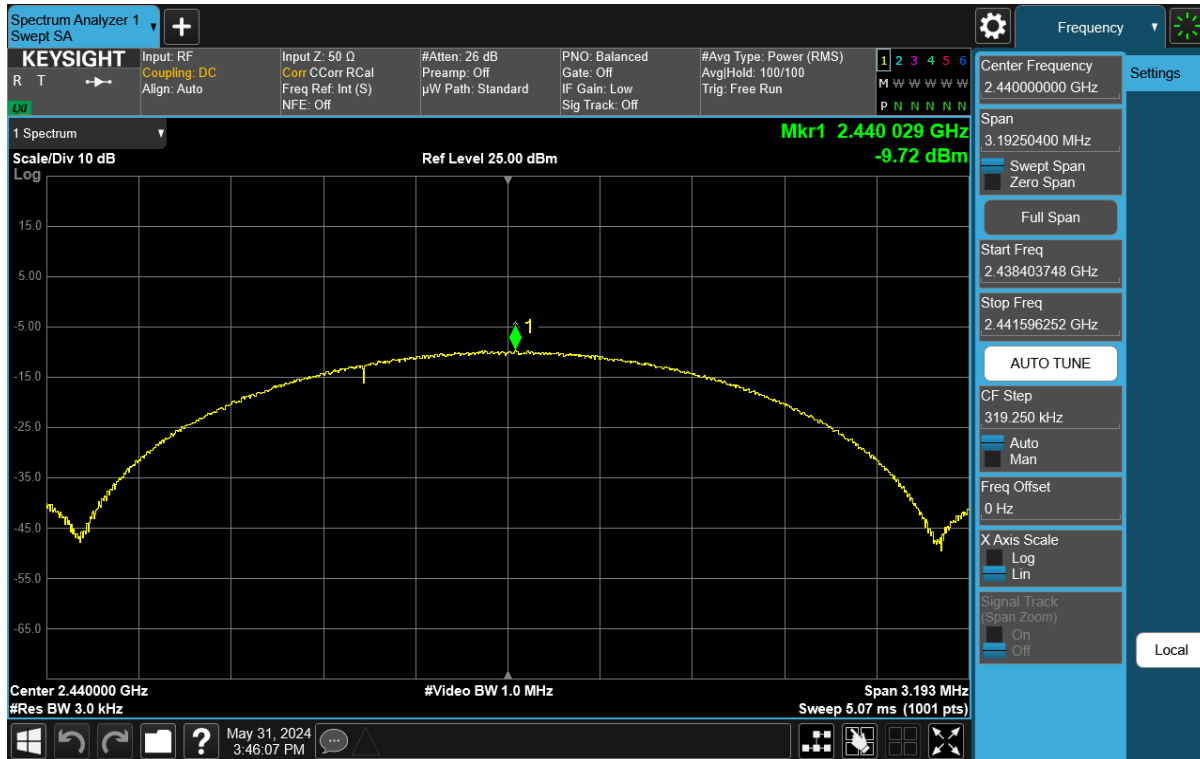 Spectrum Analyzer 1
Swept SA
+
Frequency
KEYSIGHT
R T
LXI
Input: RF
Coupling: DC
Align: Auto
Input Z: 50 Ω
Corr CCorr RCal
Freq Ref: Int (S)
NFE: Off
#Atten: 26 dB
Preamp: Off
µW Path: Standard
PNO: Balanced
Gate: Off
IF Gain: Low
Sig Track: Off
#Avg Type: Power (RMS)
Avg|Hold: 100/100
Trig: Free Run
1 2 3 4 5 6
M W W W W W
P N N N N N
1 Spectrum
Mkr1 2.440 029 GHz
-9.72 dBm
Scale/Div 10 dB
Ref Level 25.00 dBm
Log
15.0
5.00
-5.00
-15.0
-25.0
-35.0
-45.0
-55.0
-65.0
1
Center 2.440000 GHz
#Video BW 1.0 MHz
Span 3.193 MHz
#Res BW 3.0 kHz
Sweep 5.07 ms (1001 pts)
?
May 31, 2024
3:46:07 PM
Center Frequency
2.440000000 GHz
Span
3.19250400 MHz
Swept Span
Zero Span
Full Span
Start Freq
2.438403748 GHz
Stop Freq
2.441596252 GHz
AUTO TUNE
CF Step
319.250 kHz
Auto
Man
Freq Offset
0 Hz
X Axis Scale
Log
Lin
Signal Track
(Span Zoom)
On
Off
Settings
Local